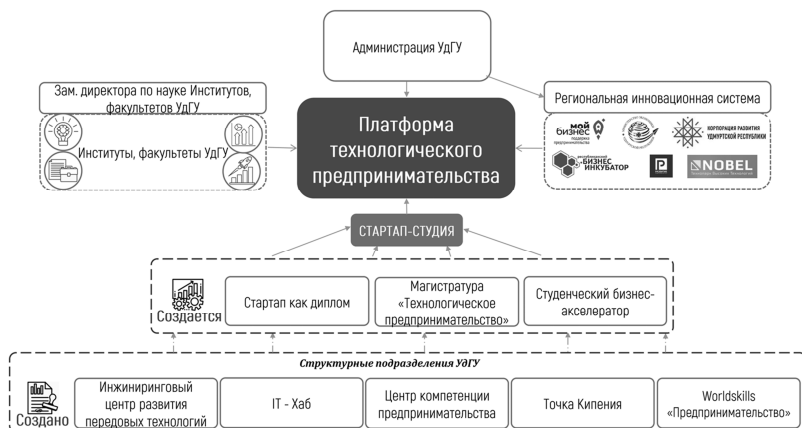 Администрация УдГУ
Зам. директора по науке Институтов,
факультетов УдГУ
Институты, факультеты УдГУ
Платформа
технологического
предпринимательства
Региональная инновационная система
мой
бизнес
поддержка
предпринимательства
КОРПОРАЦИЯ РАЗВИТИЯ
УДМУРТСКОЙ РЕСПУБЛИКИ
БИЗНЕС
ИНКУБАТОР
NOBEL
СТАРТАП-СТУДИЯ
Создается
Стартап как диплом
Магистратура
«Технологическое
предпринимательство»
Студенческий бизнес-
акселератор
Структурные подразделения УдГУ
Создано
Инжиниринговый
центр развития
передовых технологий
IT - Хаб
Центр компетенции
предпринимательства
Точка Кипения
Worldskills
«Предпринимательство»